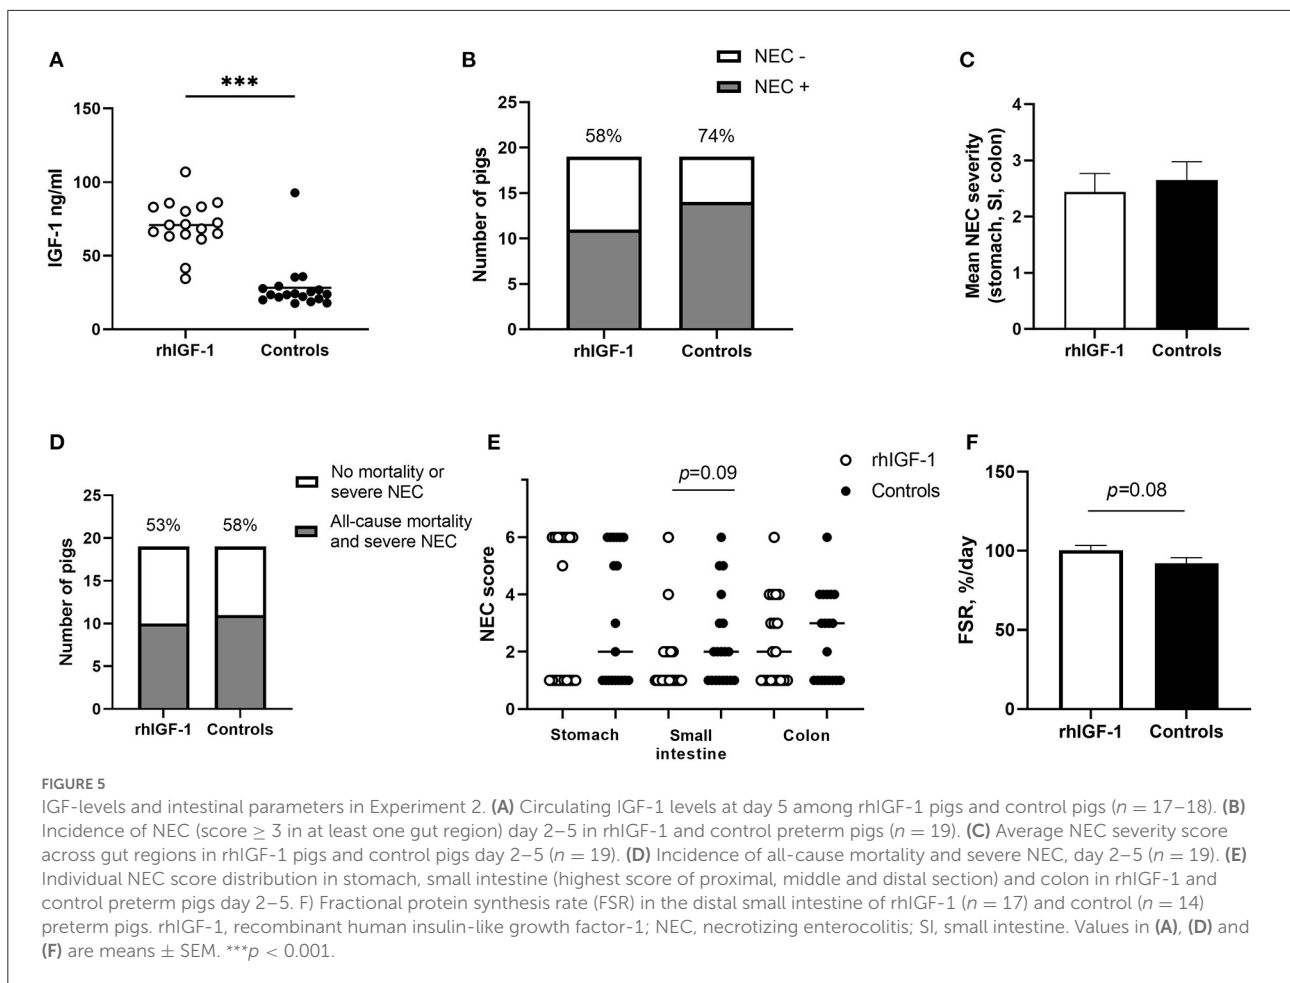 A
***
150
100
50
0
IGF-1 ng/ml
rhIGF-1 Controls
B
NEC -
NEC +
25
20
15
10
5
0
Number of pigs
58% 74%
rhIGF-1 Controls
C
4
3
2
1
0
Mean NEC severity
(stomach, SI, colon)
rhIGF-1 Controls
D
No mortality or
severe NEC
All-cause mortality
and severe NEC
25
20
15
10
5
0
Number of pigs
53% 58%
rhIGF-1 Controls
E
rhIGF-1
Controls
p=0.09
6
4
2
0
NEC score
Stomach Small Colon
intestine
F
150
100
50
0
FSR, %/day
p=0.08
rhIGF-1 Controls
FIGURE 5
IGF-levels and intestinal parameters in Experiment 2. (A) Circulating IGF-1 levels at day 5 among rhIGF-1 pigs and control pigs (n = 17–18). (B)
Incidence of NEC (score ≥ 3 in at least one gut region) day 2–5 in rhIGF-1 and control preterm pigs (n = 19). (C) Average NEC severity score
across gut regions in rhIGF-1 pigs and control pigs day 2–5 (n = 19). (D) Incidence of all-cause mortality and severe NEC, day 2–5 (n = 19). (E)
Individual NEC score distribution in stomach, small intestine (highest score of proximal, middle and distal section) and colon in rhIGF-1 and
control preterm pigs day 2–5. F) Fractional protein synthesis rate (FSR) in the distal small intestine of rhIGF-1 (n = 17) and control (n = 14)
preterm pigs. rhIGF-1, recombinant human insulin-like growth factor-1; NEC, necrotizing enterocolitis; SI, small intestine. Values in (A), (D) and
(F) are means ± SEM. ***p < 0.001.